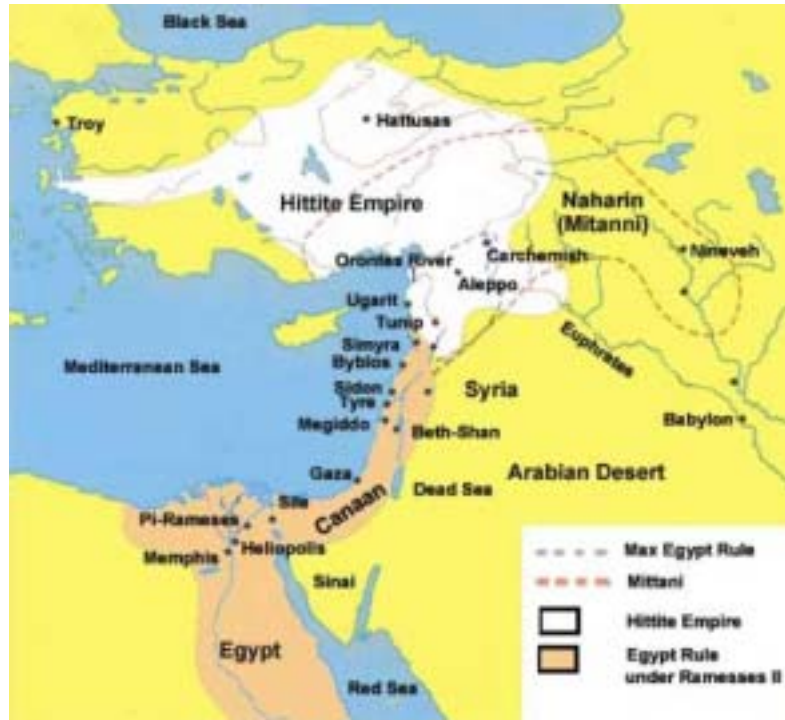 Black Sea
Troy
Hattusas
Hittite Empire
Naharin
(Mitanni)
Orontes River
Carchemish
Nineveh
Aleppo
Ugarit
Tunip
Simyra
Byblos
Euphrates
Mediterranean Sea
Sidon
Syria
Tyre
Megiddo
Beth-Shan
Babylon
Gaza
Dead Sea
Arabian Desert
Canaan
Sile
Pi-Rameses
Heliopolis
Memphis
Sinai
Egypt
Red Sea
Max Egypt Rule
Mittani
Hittite Empire
Egypt Rule
under Ramesses II